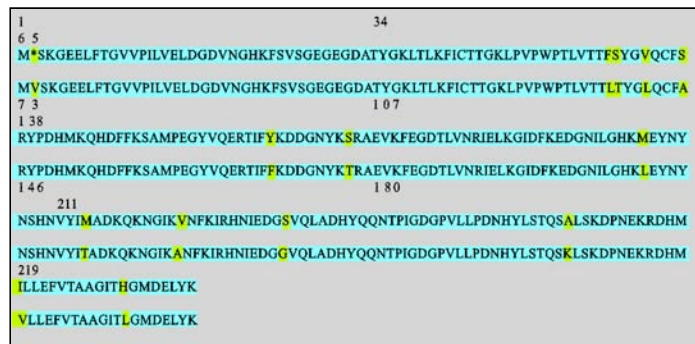 1 34
6 5
M*SKGEELFTGVVPILVELDGDVNGHKFSVSGEGEGDATYGKLTLKFICTTGKLPVPWPTLVTTFSYGVQCFS
MVSKGEELFTGVVPILVELDGDVNGHKFSVSGEGEGDATYGKLTLKFICTTGKLPVPWPTLVTTLTYGLQCFA
7 3 107
1 38
RYPDHMKQHDFFKSAMPEGYVQERTIFYKDDGNYKSRAEVKFEGDTLVNRIELKGIDFKEDGNILGHKMEYNY
RYPDHMKQHDFFKSAMPEGYVQERTIFFKDDGNYKTRAEVKFEGDTLVNRIELKGIDFKEDGNILGHKLEYNY
146 180
211
NSHNVYIMADKQKNGIKVNFKIRHNIEDGSVQLADHYQQNTPIGDGPVLLPDNHYLSTQSALSKDPNEKRDHM
NSHNVYITADKQKNGIKANFKIRHNIEDGGVQLADHYQQNTPIGDGPVLLPDNHYLSTQSKLSKDPNEKRDHM
219
ILLEFVTAAGITHGMDELYK
VLLEFVTAAGITLGMDELYK